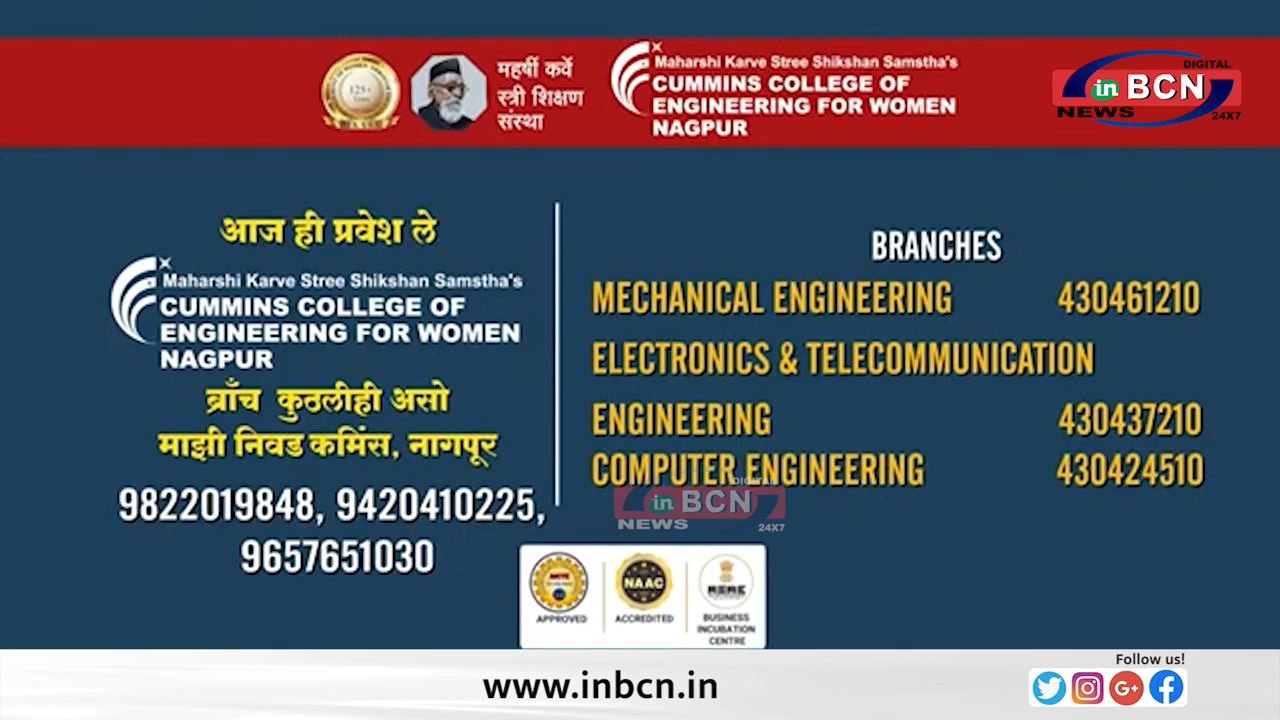 125+
महर्षी कर्वे
स्त्री शिक्षण
संस्था
Maharshi Karve Stree Shikshan Samstha's
CUMMINS COLLEGE OF
ENGINEERING FOR WOMEN
NAGPUR
DIGITAL
in BCN
NEWS
24X7
आज ही प्रवेश ले
Maharshi Karve Stree Shikshan Samstha's
CUMMINS COLLEGE OF
ENGINEERING FOR WOMEN
NAGPUR
ब्राँच कुठलीही असो
माझी निवड कमिंस, नागपूर
9822019848, 9420410225,
9657651030
BRANCHES
MECHANICAL ENGINEERING 430461210
ELECTRONICS & TELECOMMUNICATION
ENGINEERING 430437210
COMPUTER ENGINEERING 430424510
DIGITAL
in BCN
NEWS
24X7
APPROVED
NAAC
ACCREDITED
BUSINESS
INCUBATION
CENTRE
www.inbcn.in
Follow us!
G+